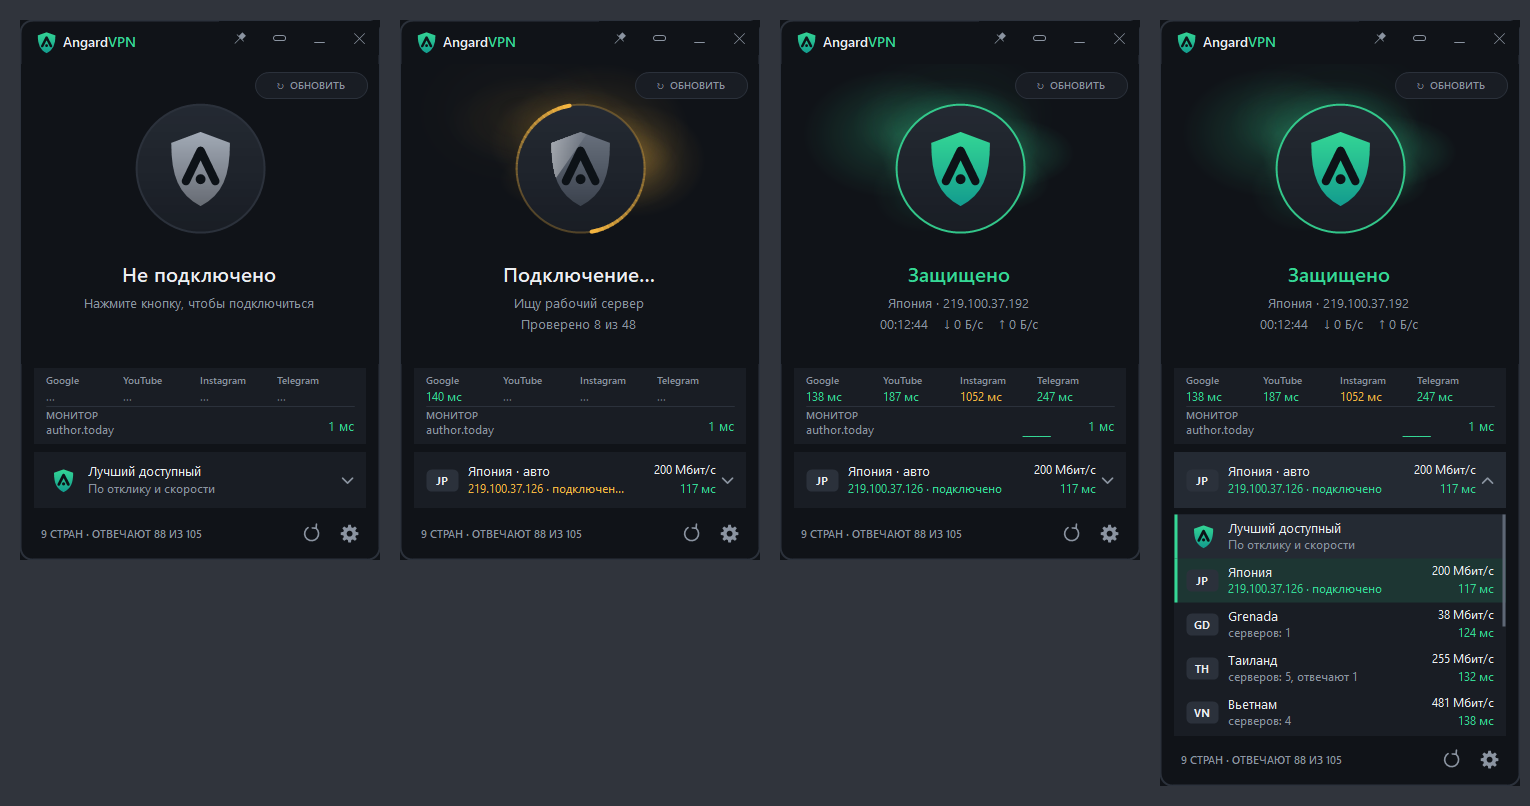 AngardVPN
↻ ОБНОВИТЬ
Не подключено
Нажмите кнопку, чтобы подключиться
Google YouTube Instagram Telegram
... ... ... ...
МОНИТОР
author.today 1 мс
Лучший доступный
По отклику и скорости
9 СТРАН · ОТВЕЧАЮТ 88 ИЗ 105
AngardVPN
↻ ОБНОВИТЬ
Подключение...
Ищу рабочий сервер
Проверено 8 из 48
Google YouTube Instagram Telegram
140 мс ... ... ...
МОНИТОР
author.today 1 мс
JP Япония · авто 200 Мбит/с
219.100.37.126 · подключен... 117 мс
9 СТРАН · ОТВЕЧАЮТ 88 ИЗ 105
AngardVPN
↻ ОБНОВИТЬ
Защищено
Япония · 219.100.37.192
00:12:44 ↓ 0 Б/с ↑ 0 Б/с
Google YouTube Instagram Telegram
138 мс 187 мс 1052 мс 247 мс
МОНИТОР
author.today 1 мс
JP Япония · авто 200 Мбит/с
219.100.37.126 · подключено 117 мс
9 СТРАН · ОТВЕЧАЮТ 88 ИЗ 105
AngardVPN
↻ ОБНОВИТЬ
Защищено
Япония · 219.100.37.192
00:12:44 ↓ 0 Б/с ↑ 0 Б/с
Google YouTube Instagram Telegram
138 мс 187 мс 1052 мс 247 мс
МОНИТОР
author.today 1 мс
JP Япония · авто 200 Мбит/с
219.100.37.126 · подключено 117 мс
Лучший доступный
По отклику и скорости
JP Япония 200 Мбит/с
219.100.37.126 · подключено 117 мс
GD Grenada 38 Мбит/с
серверов: 1 124 мс
TH Таиланд 255 Мбит/с
серверов: 5, отвечают 1 132 мс
VN Вьетнам 481 Мбит/с
серверов: 4 138 мс
9 СТРАН · ОТВЕЧАЮТ 88 ИЗ 105